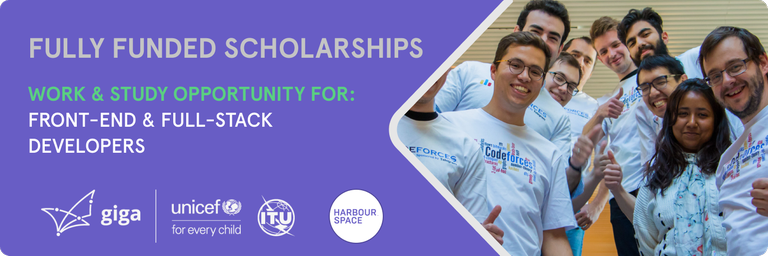 FULLY FUNDED SCHOLARSHIPS
WORK & STUDY OPPORTUNITY FOR:
FRONT-END & FULL-STACK
DEVELOPERS
giga
unicef
for every child
ITU
HARBOUR
SPACE
Codeforces